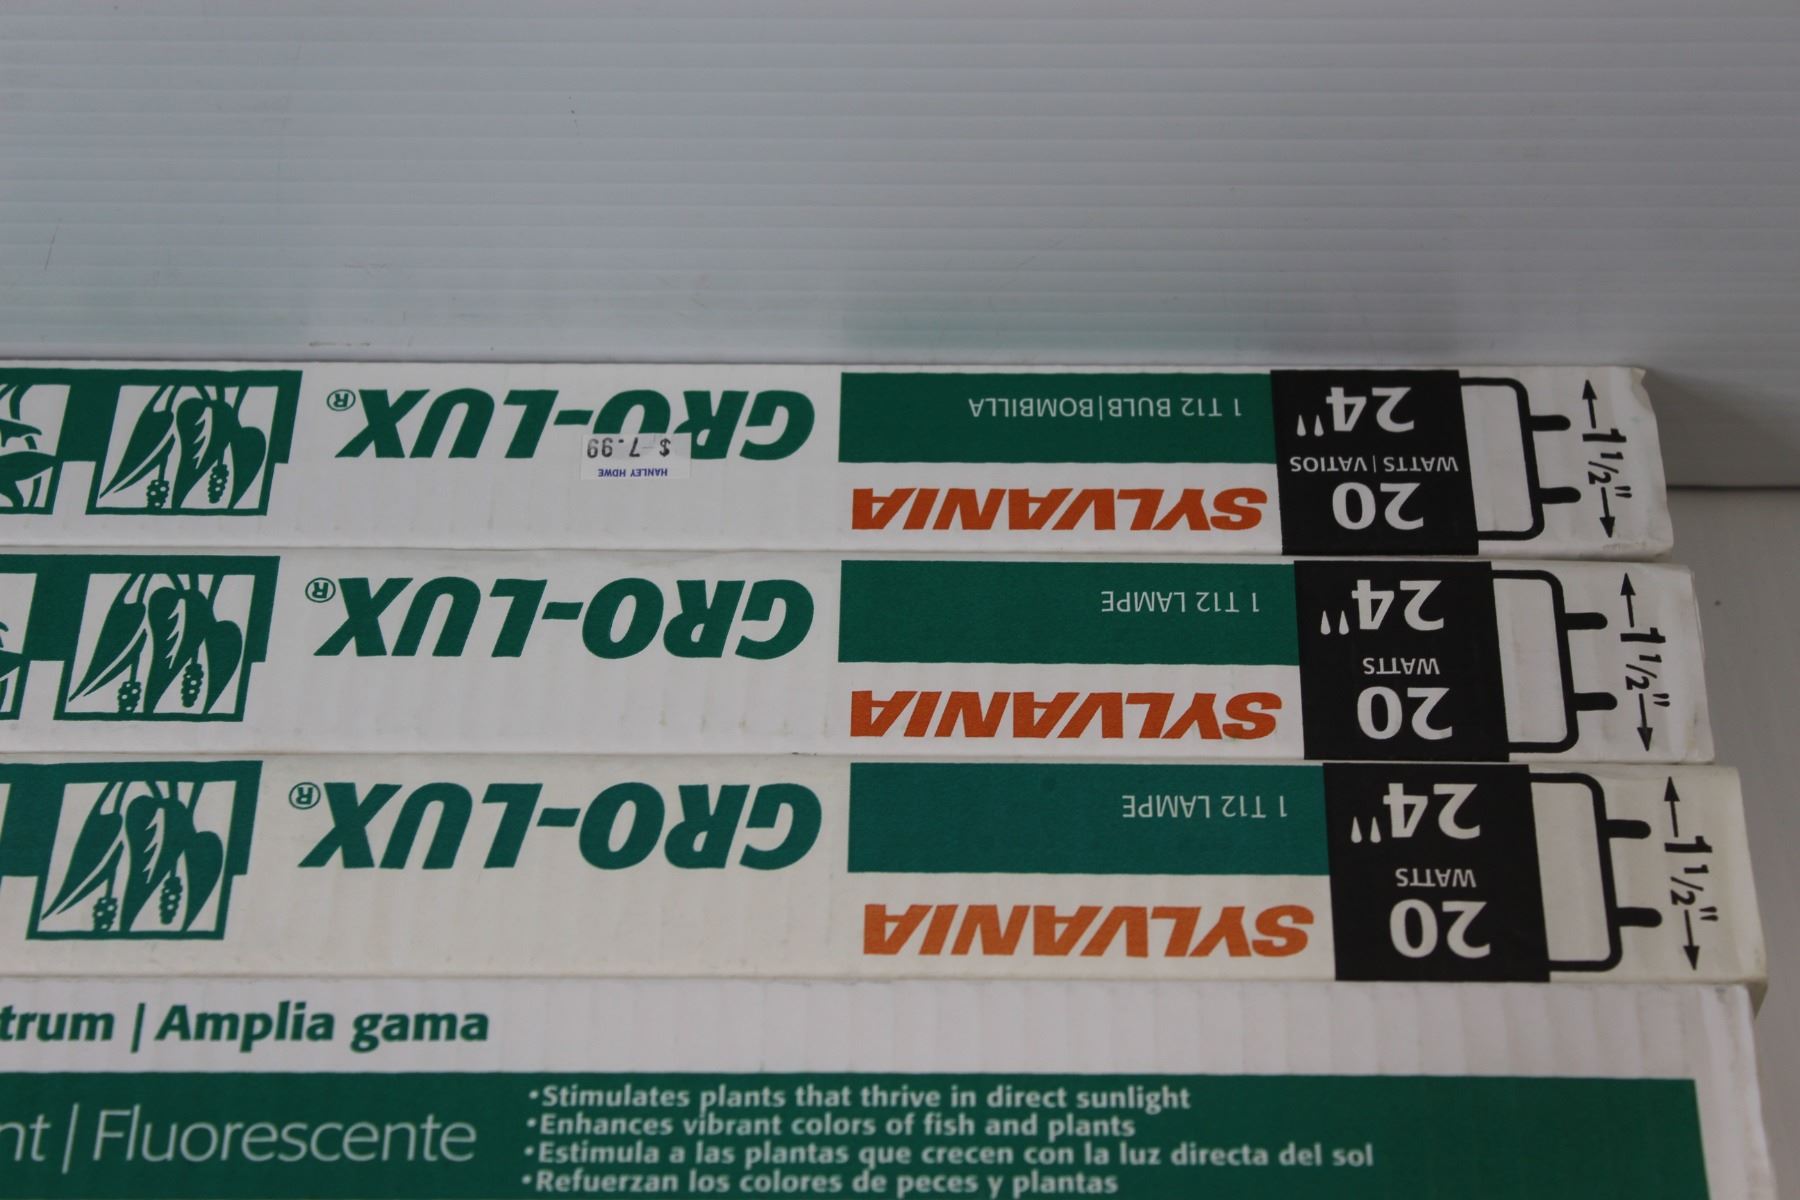 GRO-LUX®
$ 7.99
HANLEY HDWE
1 T12 BULB|BOMBILLA
SYLVANIA
24"
WATTS | VATIOS
20
1 1/2"
GRO-LUX®
1 T12 LAMPE
SYLVANIA
24"
WATTS
20
1 1/2"
GRO-LUX®
1 T12 LAMPE
SYLVANIA
24"
WATTS
20
1 1/2"
trum | Amplia gama
nt | Fluorescente
•Stimulates plants that thrive in direct sunlight
•Enhances vibrant colors of fish and plants
•Estimula a las plantas que crecen con la luz directa del sol
•Refuerzan los colores de peces y plantas